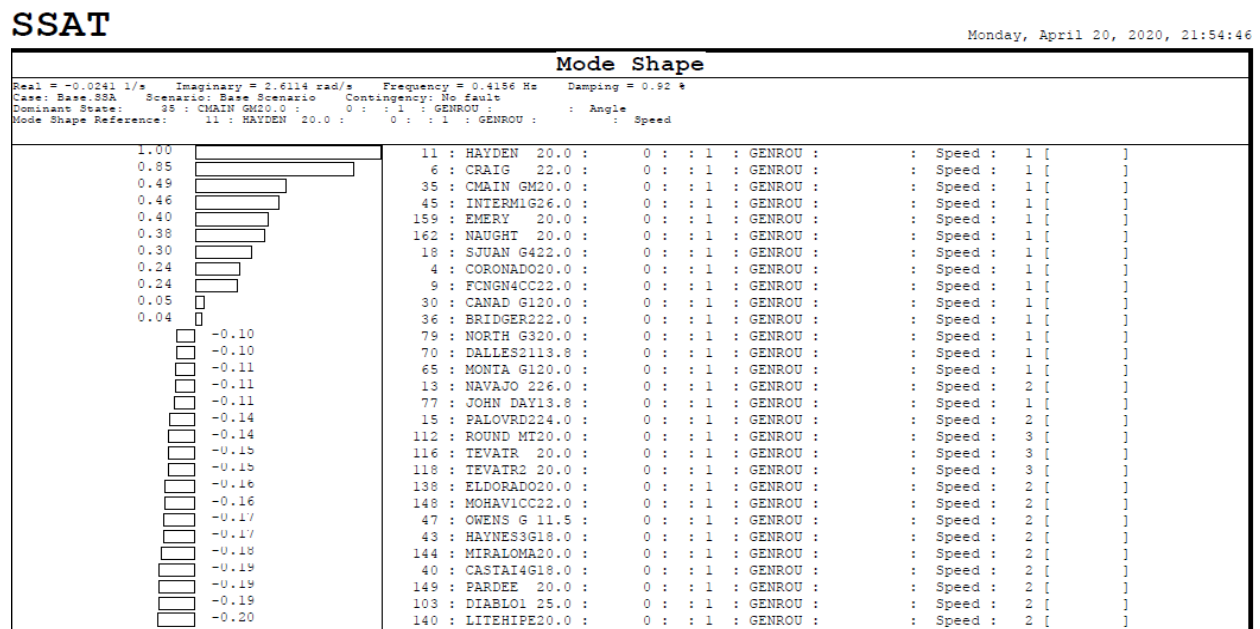 SSAT
Monday, April 20, 2020, 21:54:46
Mode Shape
Real = -0.0241 1/s Imaginary = 2.6114 rad/s Frequency = 0.4156 Hz Damping = 0.92 %
Case: Base.SSA Scenario: Base Scenario Contingency: No fault
Dominant State: 35 : CMAIN GM20.0 : 0 : : 1 : GENROU : : Angle
Mode Shape Reference: 11 : HAYDEN 20.0 : 0 : : 1 : GENROU : : Speed
1.00 11 : HAYDEN 20.0 : 0 : : 1 : GENROU : : Speed : 1 [ ]
0.85 6 : CRAIG 22.0 : 0 : : 1 : GENROU : : Speed : 1 [ ]
0.49 35 : CMAIN GM20.0 : 0 : : 1 : GENROU : : Speed : 1 [ ]
0.46 45 : INTERM1G26.0 : 0 : : 1 : GENROU : : Speed : 1 [ ]
0.40 159 : EMERY 20.0 : 0 : : 1 : GENROU : : Speed : 1 [ ]
0.38 162 : NAUGHT 20.0 : 0 : : 1 : GENROU : : Speed : 1 [ ]
0.30 18 : SJUAN G422.0 : 0 : : 1 : GENROU : : Speed : 1 [ ]
0.24 4 : CORONADO20.0 : 0 : : 1 : GENROU : : Speed : 1 [ ]
0.24 9 : FCNGN4CC22.0 : 0 : : 1 : GENROU : : Speed : 1 [ ]
0.05 30 : CANAD G120.0 : 0 : : 1 : GENROU : : Speed : 1 [ ]
0.04 36 : BRIDGER222.0 : 0 : : 1 : GENROU : : Speed : 1 [ ]
-0.10 79 : NORTH G320.0 : 0 : : 1 : GENROU : : Speed : 1 [ ]
-0.10 70 : DALLES2113.8 : 0 : : 1 : GENROU : : Speed : 1 [ ]
-0.11 65 : MONTA G120.0 : 0 : : 1 : GENROU : : Speed : 1 [ ]
-0.11 13 : NAVAJO 226.0 : 0 : : 1 : GENROU : : Speed : 2 [ ]
-0.11 77 : JOHN DAY13.8 : 0 : : 1 : GENROU : : Speed : 1 [ ]
-0.14 15 : PALOVRD224.0 : 0 : : 1 : GENROU : : Speed : 2 [ ]
-0.14 112 : ROUND MT20.0 : 0 : : 1 : GENROU : : Speed : 3 [ ]
-0.15 116 : TEVATR 20.0 : 0 : : 1 : GENROU : : Speed : 3 [ ]
-0.15 118 : TEVATR2 20.0 : 0 : : 1 : GENROU : : Speed : 3 [ ]
-0.16 138 : ELDORADO20.0 : 0 : : 1 : GENROU : : Speed : 2 [ ]
-0.16 148 : MOHAV1CC22.0 : 0 : : 1 : GENROU : : Speed : 2 [ ]
-0.17 47 : OWENS G 11.5 : 0 : : 1 : GENROU : : Speed : 2 [ ]
-0.17 43 : HAYNES3G18.0 : 0 : : 1 : GENROU : : Speed : 2 [ ]
-0.18 144 : MIRALOMA20.0 : 0 : : 1 : GENROU : : Speed : 2 [ ]
-0.19 40 : CASTAI4G18.0 : 0 : : 1 : GENROU : : Speed : 2 [ ]
-0.19 149 : PARDEE 20.0 : 0 : : 1 : GENROU : : Speed : 2 [ ]
-0.19 103 : DIABLO1 25.0 : 0 : : 1 : GENROU : : Speed : 2 [ ]
-0.20 140 : LITEHIPE20.0 : 0 : : 1 : GENROU : : Speed : 2 [ ]